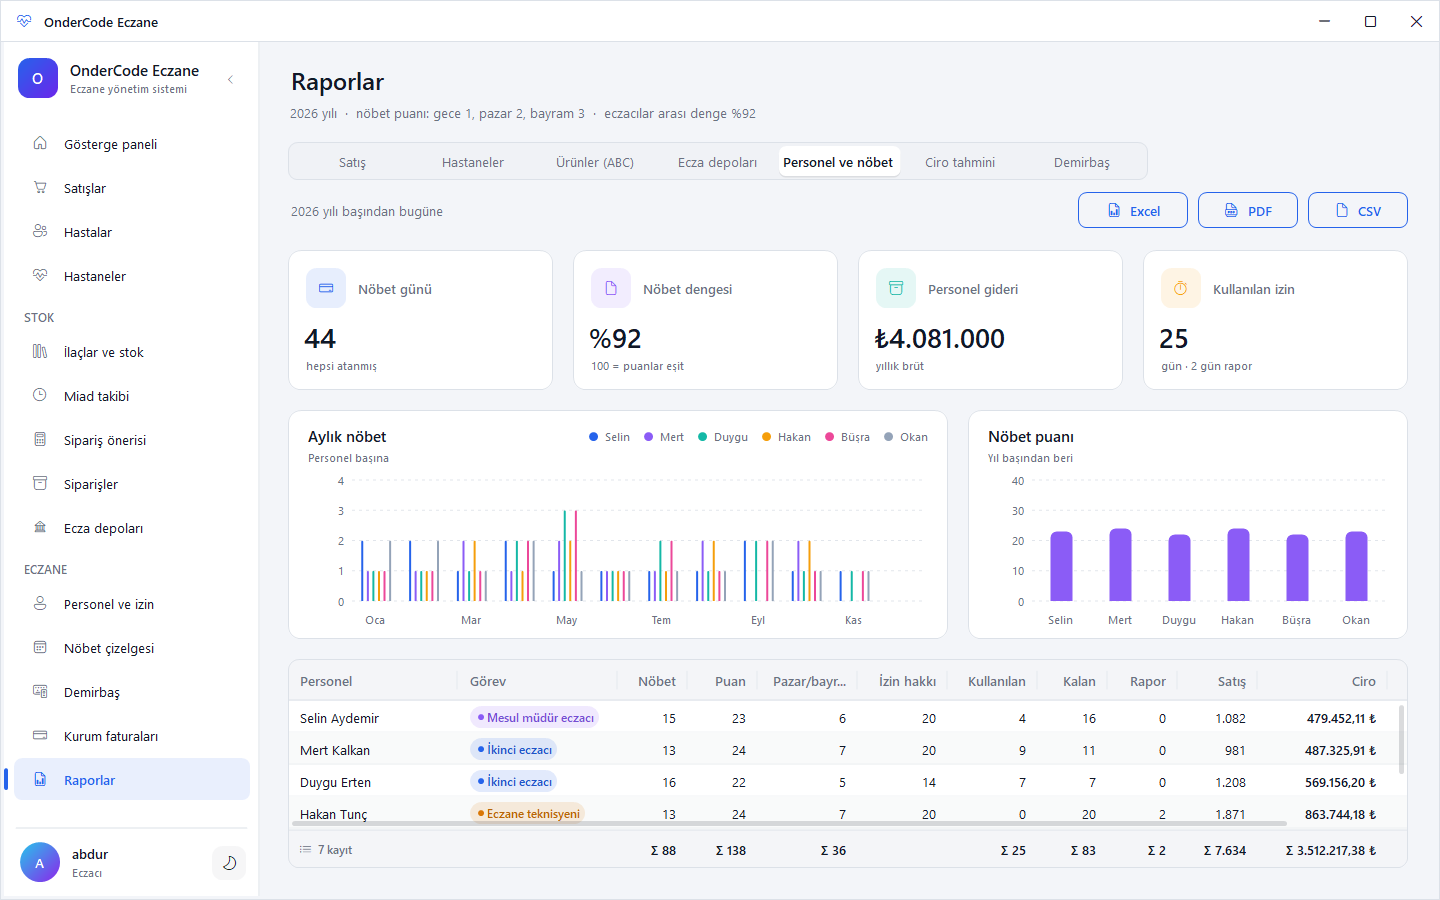 OnderCode Eczane
O
OnderCode Eczane
Eczane yönetim sistemi
Gösterge paneli
Satışlar
Hastalar
Hastaneler
STOK
İlaçlar ve stok
Miad takibi
Sipariş önerisi
Siparişler
Ecza depoları
ECZANE
Personel ve izin
Nöbet çizelgesi
Demirbaş
Kurum faturaları
Raporlar
A
abdur
Eczacı
Raporlar
2026 yılı · nöbet puanı: gece 1, pazar 2, bayram 3 · eczacılar arası denge %92
Satış Hastaneler Ürünler (ABC) Ecza depoları Personel ve nöbet Ciro tahmini Demirbaş
2026 yılı başından bugüne
Excel PDF CSV
Nöbet günü
44
hepsi atanmış
Nöbet dengesi
%92
100 = puanlar eşit
Personel gideri
₺4.081.000
yıllık brüt
Kullanılan izin
25
gün · 2 gün rapor
Aylık nöbet
Personel başına
Selin Mert Duygu Hakan Büşra Okan
4
3
2
1
0
Oca Mar May Tem Eyl Kas
Nöbet puanı
Yıl başından beri
40
30
20
10
0
Selin Mert Duygu Hakan Büşra Okan
Personel Görev Nöbet Puan Pazar/bayr... İzin hakkı Kullanılan Kalan Rapor Satış Ciro
Selin Aydemir Mesul müdür eczacı 15 23 6 20 4 16 0 1.082 479.452,11 ₺
Mert Kalkan İkinci eczacı 13 24 7 20 9 11 0 981 487.325,91 ₺
Duygu Erten İkinci eczacı 16 22 5 14 7 7 0 1.208 569.156,20 ₺
Hakan Tunç Eczane teknisyeni 13 24 7 20 0 20 2 1.871 863.744,18 ₺
7 kayıt Σ 88 Σ 138 Σ 36 Σ 25 Σ 83 Σ 2 Σ 7.634 Σ 3.512.217,38 ₺